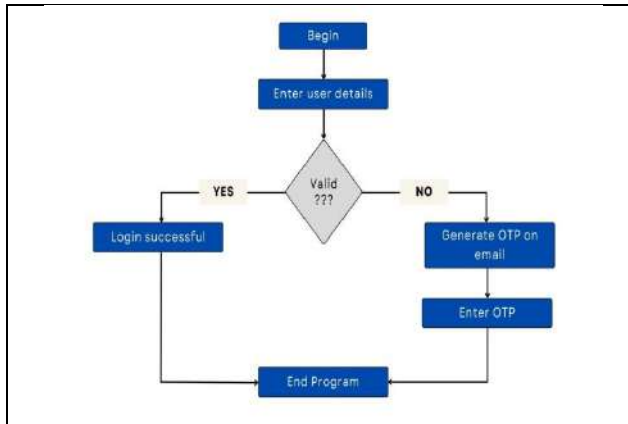 Begin
Enter user details
Valid
???
YES
NO
Login successful
Generate OTP on
email
Enter OTP
End Program